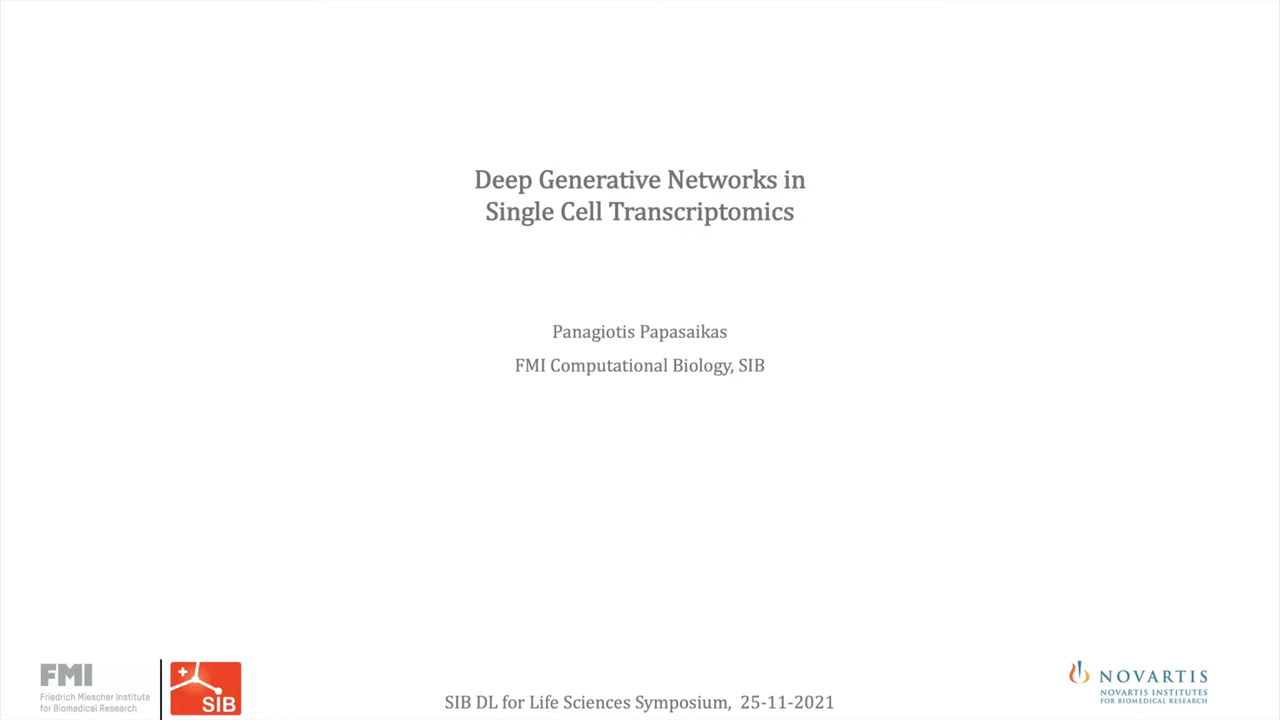 Deep Generative Networks in
Single Cell Transcriptomics
Panagiotis Papasaikas
FMI Computational Biology, SIB
FMI
Friedrich Miescher Institute
for Biomedical Research
SIB
SIB DL for Life Sciences Symposium, 25-11-2021
NOVARTIS
NOVARTIS INSTITUTES
FOR BIOMEDICAL RESEARCH